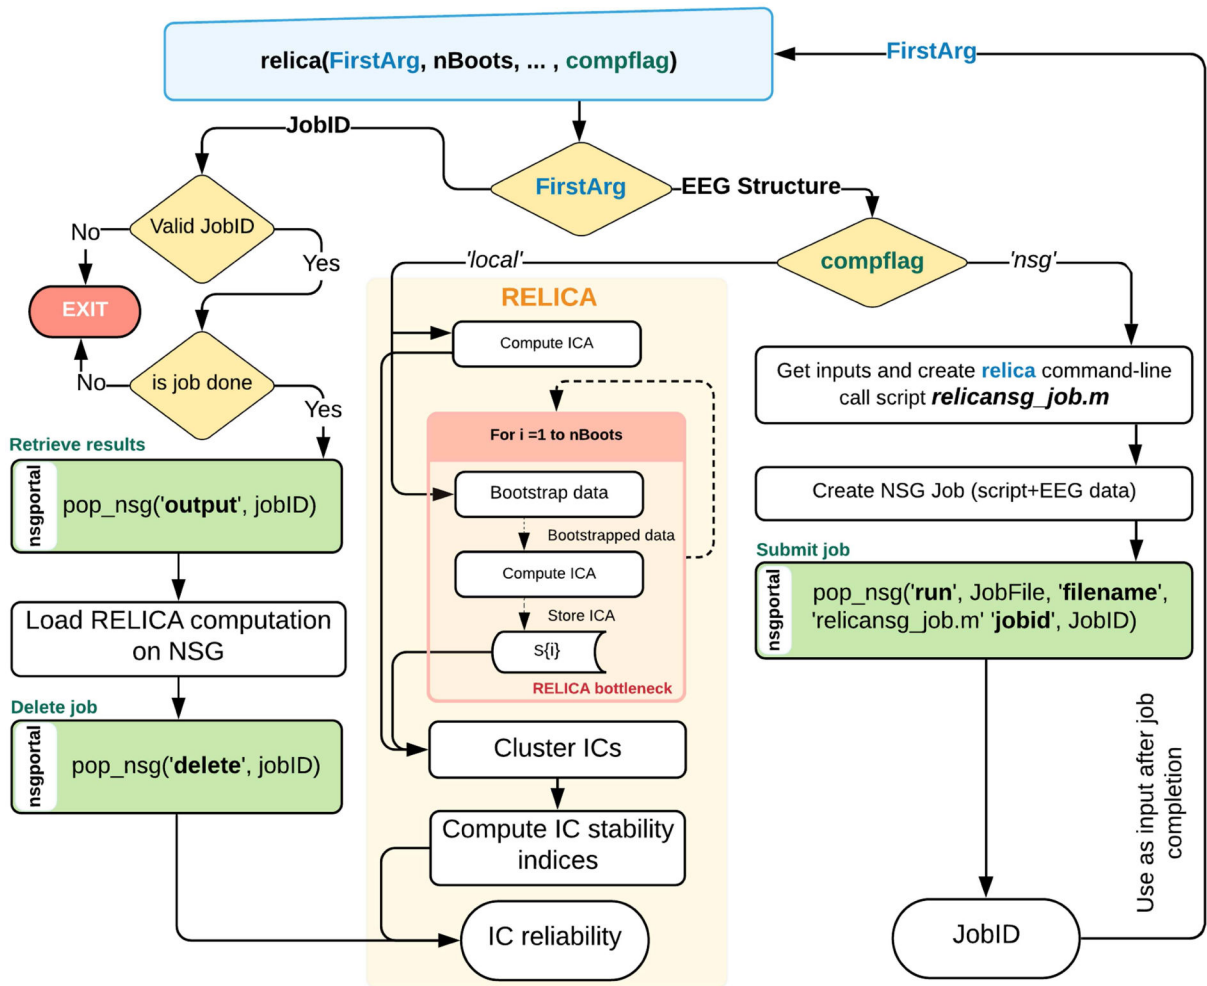 relica(FirstArg, nBoots, ... , compflag)
FirstArg
JobID
FirstArg
EEG Structure
Valid JobID
No
Yes
EXIT
is job done
No
Yes
'local'
compflag
'nsg'
Retrieve results
nsgportal
pop_nsg('output', jobID)
Load RELICA computation
on NSG
Delete job
nsgportal
pop_nsg('delete', jobID)
RELICA
Compute ICA
For i =1 to nBoots
Bootstrap data
Bootstrapped data
Compute ICA
Store ICA
S{i}
RELICA bottleneck
Cluster ICs
Compute IC stability
indices
IC reliability
Get inputs and create relica command-line
call script relicansg_job.m
Create NSG Job (script+EEG data)
Submit job
nsgportal
pop_nsg('run', JobFile, 'filename',
'relicansg_job.m' 'jobid', JobID)
Use as input after job
completion
JobID